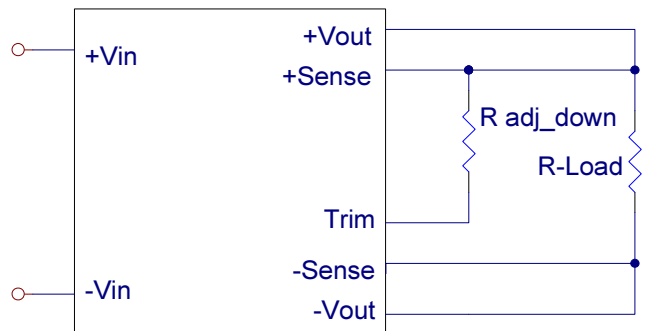 +Vout
+Vin
+Sense
R adj_down
R-Load
Trim
-Sense
-Vin
-Vout